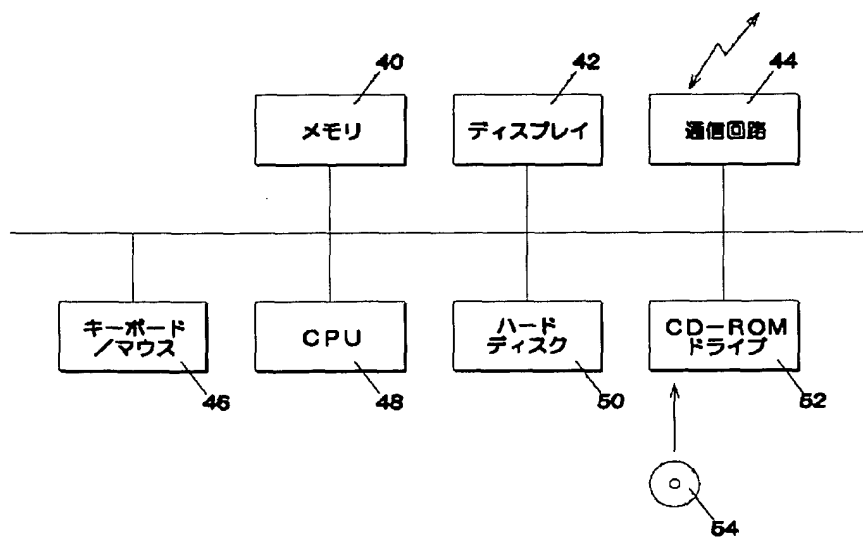 40
42
44
メモリ
ディスプレイ
通信回路
キーボード
／マウス
CPU
ハード
ディスク
CD-ROM
ドライブ
46
48
50
52
54